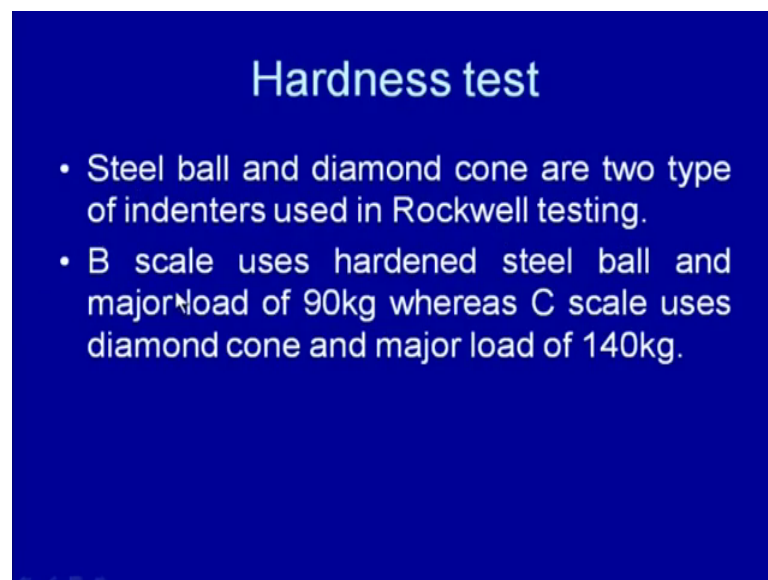 Hardness test
• Steel ball and diamond cone are two type
of indenters used in Rockwell testing.
• B scale uses hardened steel ball and
major load of 90kg whereas C scale uses
diamond cone and major load of 140kg.